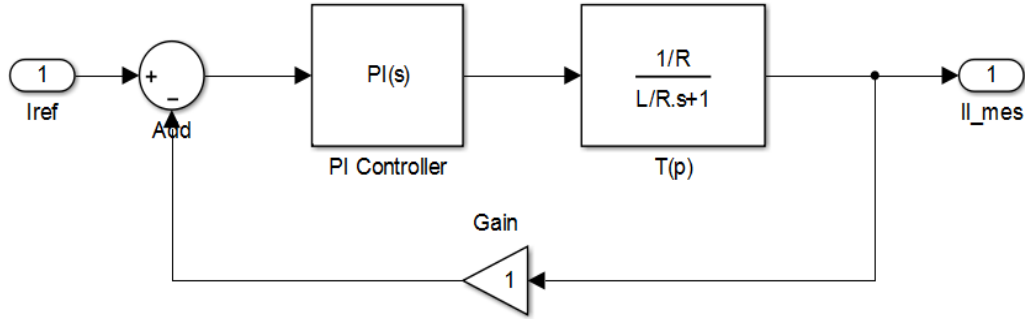 1
Iref
+
−
Add
PI(s)
PI Controller
1/R
L/R.s+1
T(p)
1
Il_mes
Gain
1